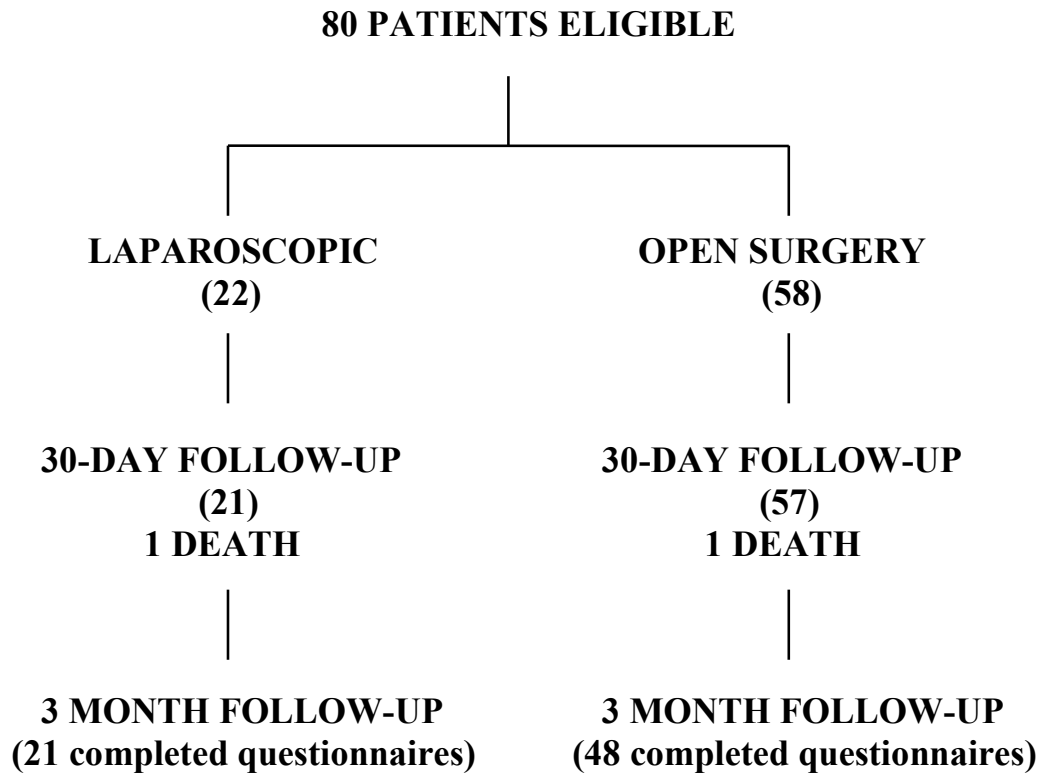 80 PATIENTS ELIGIBLE
LAPAROSCOPIC
(22)
OPEN SURGERY
(58)
30-DAY FOLLOW-UP
(21)
1 DEATH
30-DAY FOLLOW-UP
(57)
1 DEATH
3 MONTH FOLLOW-UP
(21 completed questionnaires)
3 MONTH FOLLOW-UP
(48 completed questionnaires)